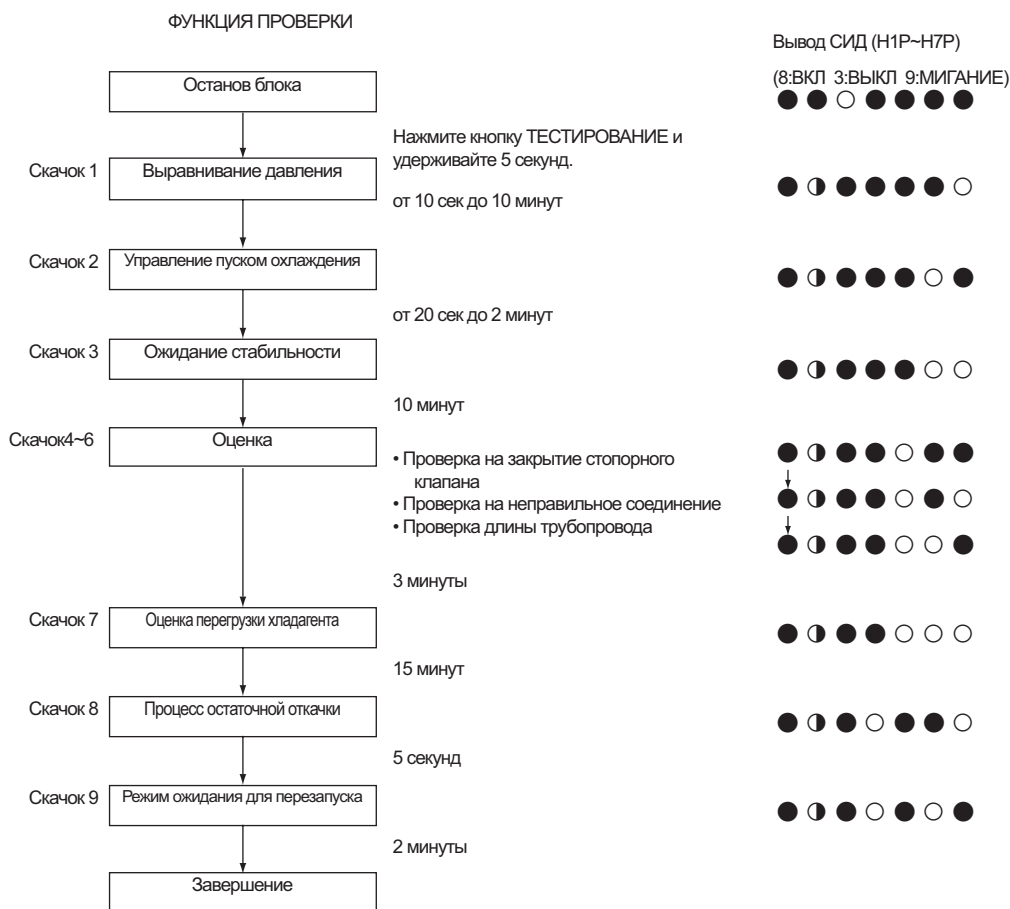 ФУНКЦИЯ ПРОВЕРКИ
Вывод СИД (H1P~H7P)
(8:ВКЛ 3:ВЫКЛ 9:МИГАНИЕ)
Останов блока
Нажмите кнопку ТЕСТИРОВАНИЕ и
удерживайте 5 секунд.
Скачок 1
Выравнивание давления
от 10 сек до 10 минут
Скачок 2
Управление пуском охлаждения
от 20 сек до 2 минут
Скачок 3
Ожидание стабильности
10 минут
Скачок4~6
Оценка
• Проверка на закрытие стопорного
клапана
• Проверка на неправильное соединение
• Проверка длины трубопровода
3 минуты
Скачок 7
Оценка перегрузки хладагента
15 минут
Скачок 8
Процесс остаточной откачки
5 секунд
Скачок 9
Режим ожидания для перезапуска
2 минуты
Завершение